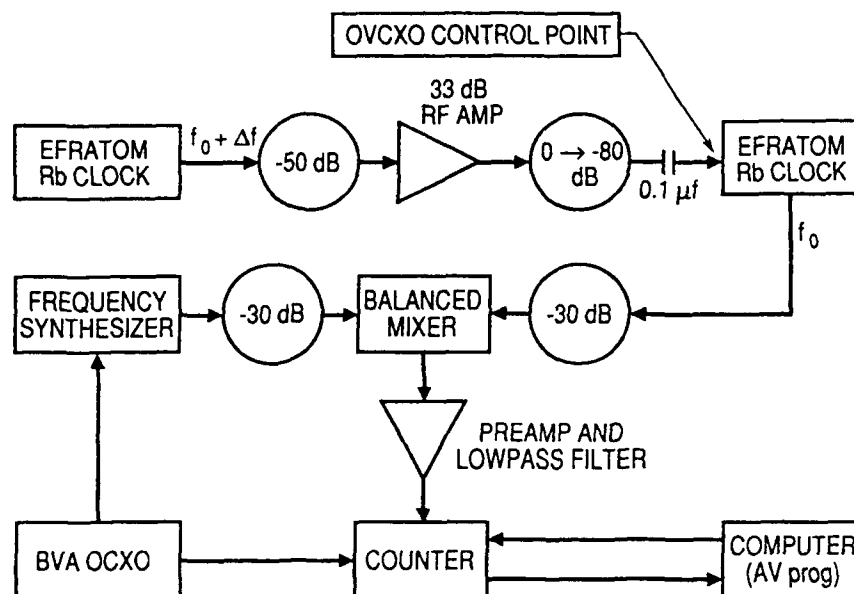 OVCXO CONTROL POINT
33 dB
RF AMP
EFRATOM
Rb CLOCK
f0 + Δf
-50 dB
0 → -80
dB
0.1 μf
EFRATOM
Rb CLOCK
f0
FREQUENCY
SYNTHESIZER
-30 dB
BALANCED
MIXER
-30 dB
PREAMP AND
LOWPASS FILTER
BVA OCXO
COUNTER
COMPUTER
(AV prog)